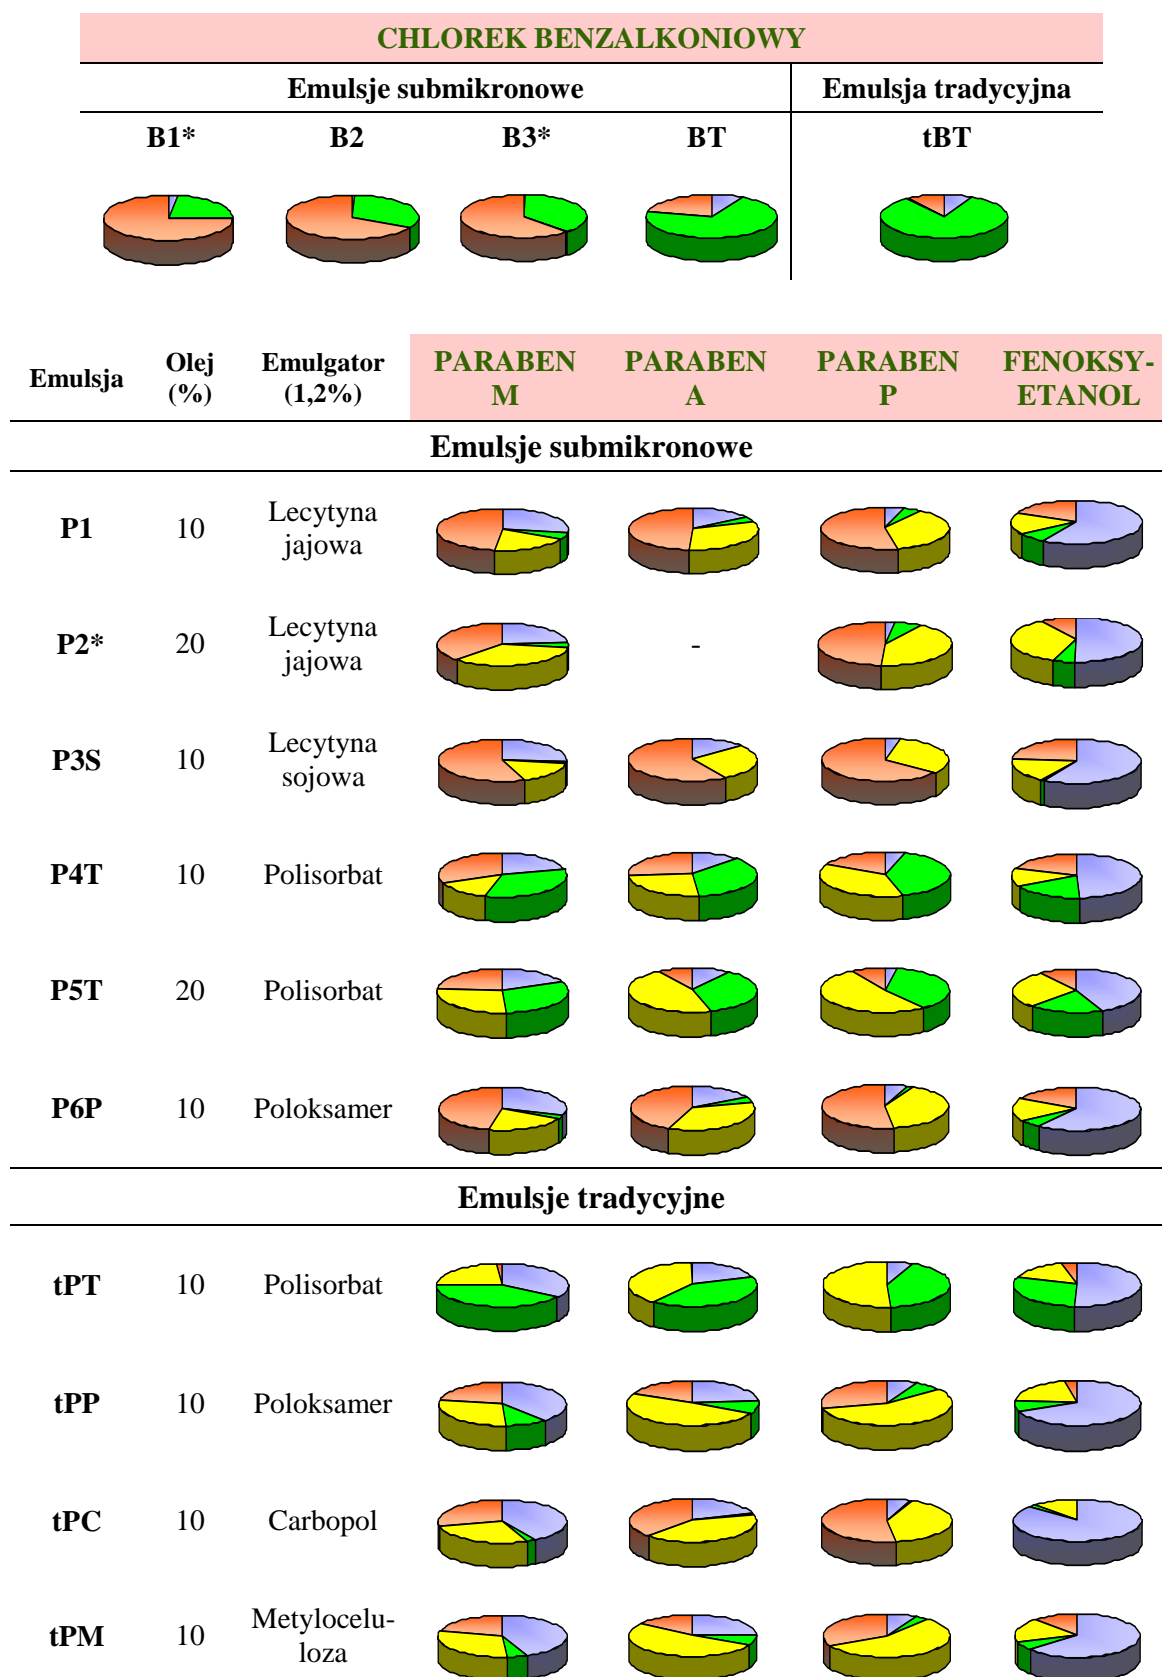 CHLOREK BENZALKONIOWY
Emulsje submikronowe Emulsja tradycyjna
B1* B2 B3* BT tBT
Emulsja Olej (%) Emulgator (1,2%) PARABEN M PARABEN A PARABEN P FENOKSY-ETANOL
Emulsje submikronowe
P1 10 Lecytyna jajowa
P2* 20 Lecytyna jajowa -
P3S 10 Lecytyna sojowa
P4T 10 Polisorbat
P5T 20 Polisorbat
P6P 10 Poloksamer
Emulsje tradycyjne
tPT 10 Polisorbat
tPP 10 Poloksamer
tPC 10 Carbopol
tPM 10 Metylocelu-loza